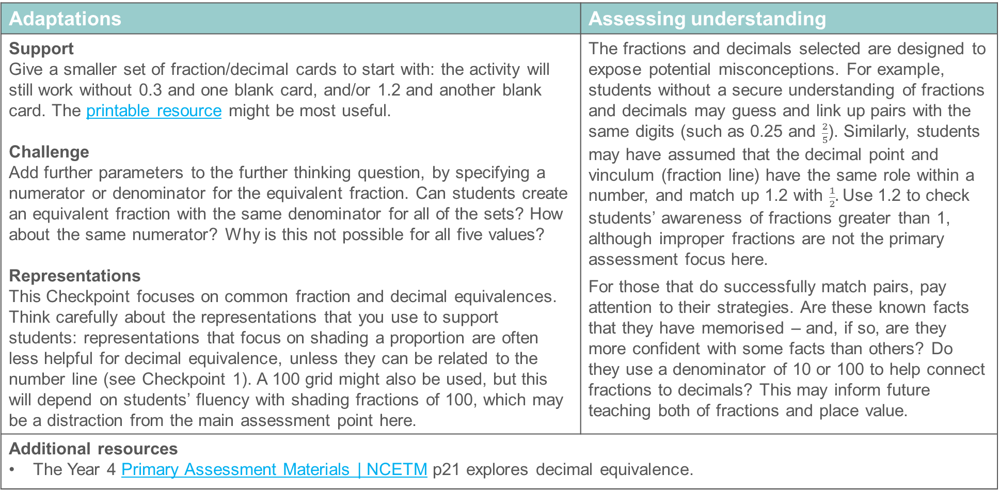 Adaptations
Support
Give a smaller set of fraction/decimal cards to start with: the activity will
still work without 0.3 and one blank card, and/or 1.2 and another blank
card. The printable resource might be most useful.
Challenge
Add further parameters to the further thinking question, by specifying a
numerator or denominator for the equivalent fraction. Can students create
an equivalent fraction with the same denominator for all of the sets? How
about the same numerator? Why is this not possible for all five values?
Representations
This Checkpoint focuses on common fraction and decimal equivalences.
Think carefully about the representations that you use to support
students: representations that focus on shading a proportion are often
less helpful for decimal equivalence, unless they can be related to the
number line (see Checkpoint 1). A 100 grid might also be used, but this
will depend on students’ fluency with shading fractions of 100, which may
be a distraction from the main assessment point here.
Assessing understanding
The fractions and decimals selected are designed to
expose potential misconceptions. For example,
students without a secure understanding of fractions
and decimals may guess and link up pairs with the
same digits (such as 0.25 and 2/5). Similarly, students
may have assumed that the decimal point and
vinculum (fraction line) have the same role within a
number, and match up 1.2 with 1/2. Use 1.2 to check
students’ awareness of fractions greater than 1,
although improper fractions are not the primary
assessment focus here.
For those that do successfully match pairs, pay
attention to their strategies. Are these known facts
that they have memorised – and, if so, are they
more confident with some facts than others? Do
they use a denominator of 10 or 100 to help connect
fractions to decimals? This may inform future
teaching both of fractions and place value.
Additional resources
• The Year 4 Primary Assessment Materials | NCETM p21 explores decimal equivalence.